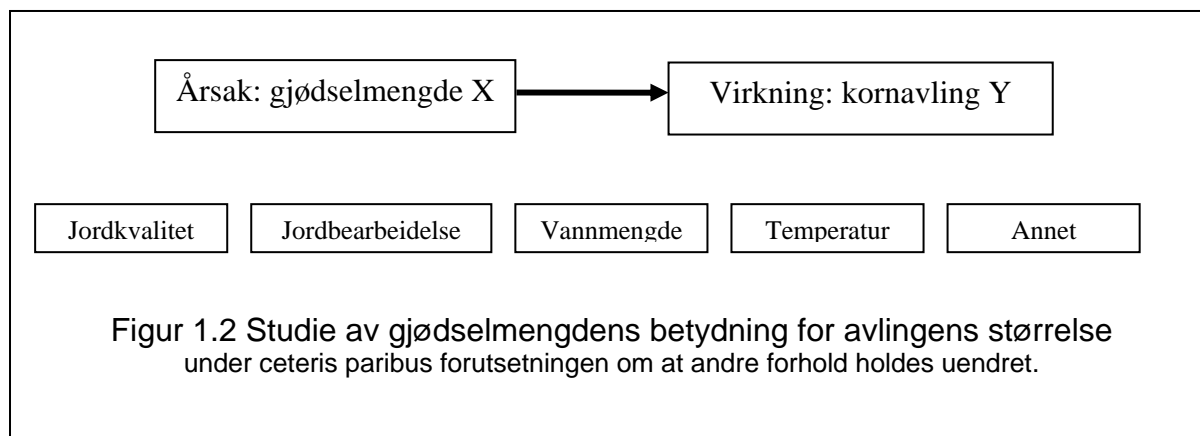 Årsak: gjødselmengde X
Virkning: kornavling Y
Jordkvalitet
Jordbearbeidelse
Vannmengde
Temperatur
Annet
Figur 1.2 Studie av gjødselmengdens betydning for avlingens størrelse
under ceteris paribus forutsetningen om at andre forhold holdes uendret.